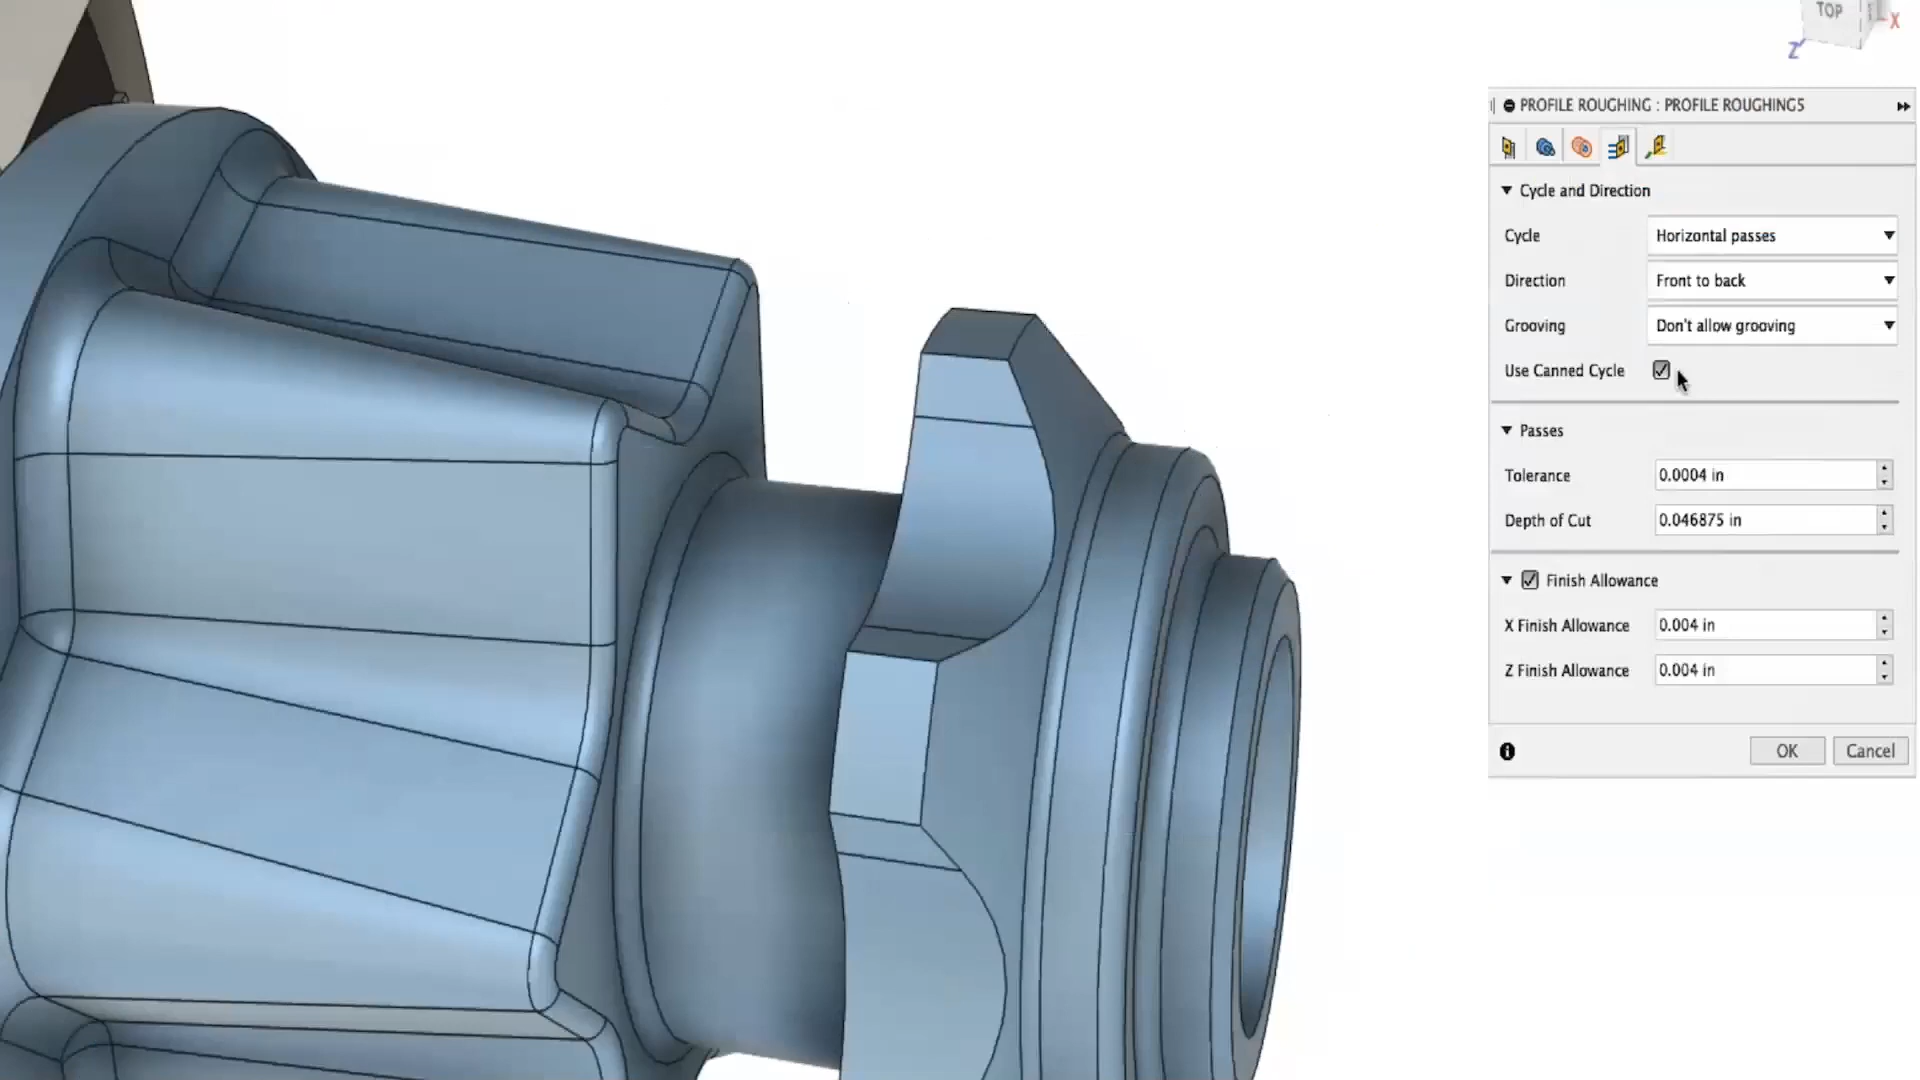 TOP
X
Z
PROFILE ROUGHING : PROFILE ROUGHING5
Cycle and Direction
Cycle Horizontal passes
Direction Front to back
Grooving Don't allow grooving
Use Canned Cycle
Passes
Tolerance 0.0004 in
Depth of Cut 0.046875 in
Finish Allowance
X Finish Allowance 0.004 in
Z Finish Allowance 0.004 in
OK Cancel